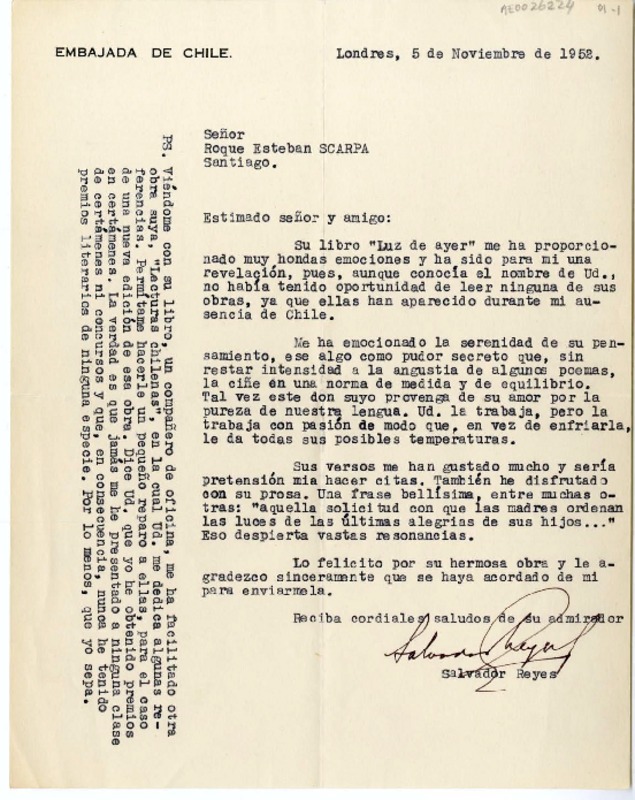 AE0026224 01-1
EMBAJADA DE CHILE.
Londres, 5 de Noviembre de 1952.
Señor
Roque Esteban SCARPA
Santiago.
Estimado señor y amigo:
Su libro "Luz de ayer" me ha proporcio-
nado muy hondas emociones y ha sido para mi una
revelación, pues, aunque conocía el nombre de Ud.,
no había tenido oportunidad de leer ninguna de sus
obras, ya que ellas han aparecido durante mi au-
sencia de Chile.
Me ha emocionado la serenidad de su pen-
samiento, ese algo como pudor secreto que, sin
restar intensidad a la angustia de algunos poemas,
la ciñe en una norma de medida y de equilibrio.
Tal vez este don suyo provenga de su amor por la
pureza de nuestra lengua. Ud. la trabaja, pero la
trabaja con pasión de modo que, en vez de enfriarla,
le da todas sus posibles temperaturas.
Sus versos me han gustado mucho y sería
pretensión mia hacer citas. También he disfrutado
con su prosa. Una frase bellísima, entre muchas o-
tras: "aquella solicitud con que las madres ordenan
las luces de las últimas alegrias de sus hijos..."
Eso despierta vastas resonancias.
Lo felicito por su hermosa obra y le a-
gradezco sinceramente que se haya acordado de mi
para enviarmela.
Reciba cordiales saludos de su admirador
Salvador Reyes
Salvador Reyes
PS. Viéndome con su libro, un compañero de oficina, me ha facilitado otra
obra suya, "Lecturas chilenas", en la cual Ud. me dedica algunas re-
ferencias. Permítame hacerle un pequeño reparo a ellas, para el caso
de una nueva edición de esa obra. Dice Ud. que yo he obtenido premios
en certámenes. La verdad es que jamás me he presentado a ninguna clase
de certámenes ni concursos y que, en consecuencia, nunca he tenido
premios literarios de ninguna especie. Por lo menos, que yo sepa.